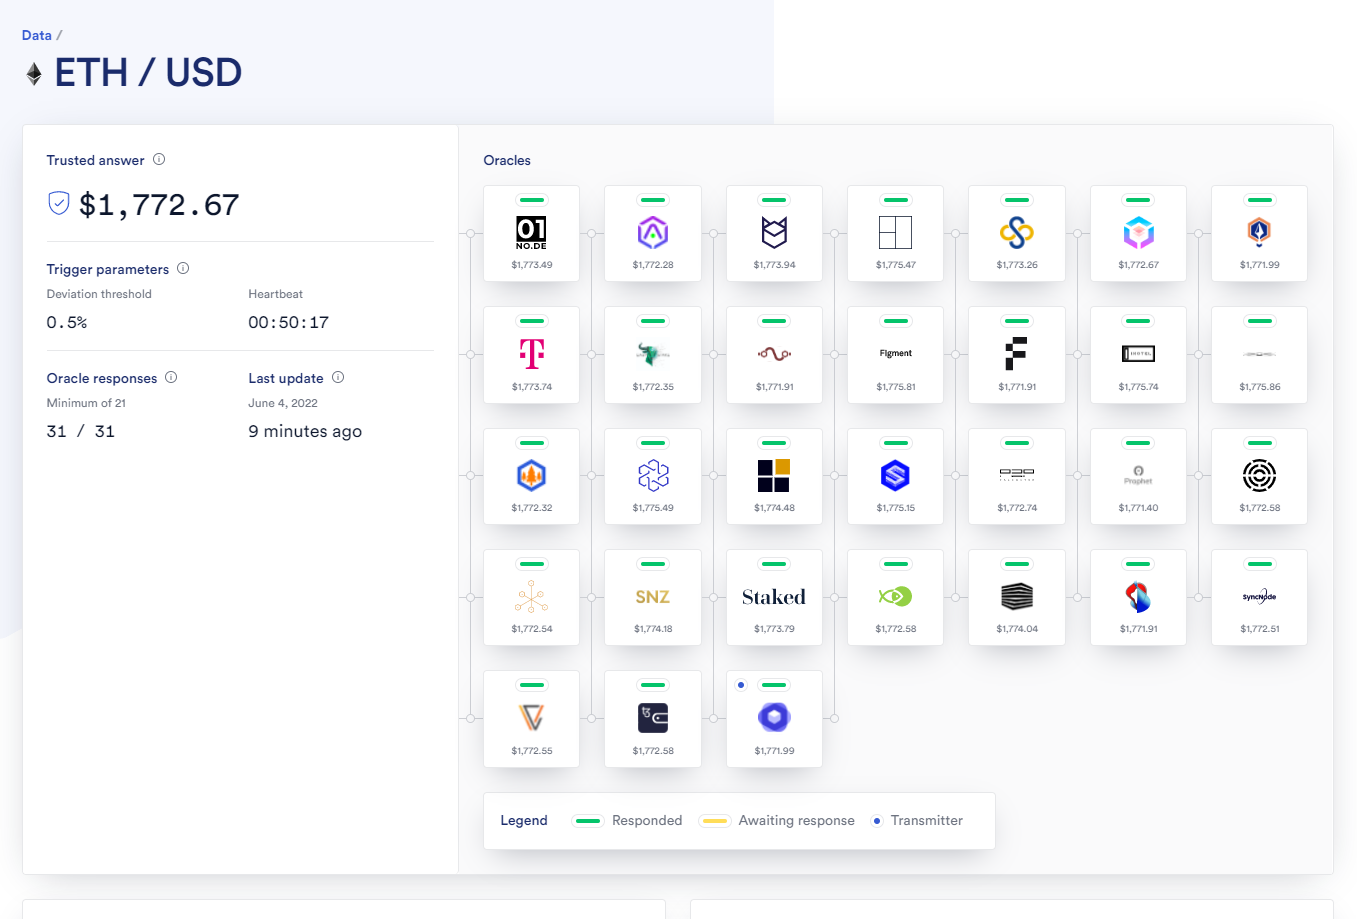 Data /
ETH / USD
Trusted answer
$1,772.67
Trigger parameters
Deviation threshold
Heartbeat
0.5%
00:50:17
Oracle responses
Last update
Minimum of 21
June 4, 2022
31 / 31
9 minutes ago
Oracles
01
NO.DE
$1,773.49
$1,772.28
$1,773.94
$1,775.47
$1,773.26
$1,772.67
$1,771.99
T
$1,773.74
$1,772.35
$1,771.91
Figment
$1,775.81
F
$1,771.91
$1,775.74
$1,775.86
$1,772.32
$1,775.49
$1,774.48
$1,775.15
$1,772.74
Prophet
$1,771.40
$1,772.58
$1,772.54
SNZ
$1,774.18
Staked
$1,773.79
$1,772.58
$1,774.04
$1,771.91
SyncNode
$1,772.51
$1,772.55
$1,772.58
$1,771.99
Legend
Responded
Awaiting response
Transmitter